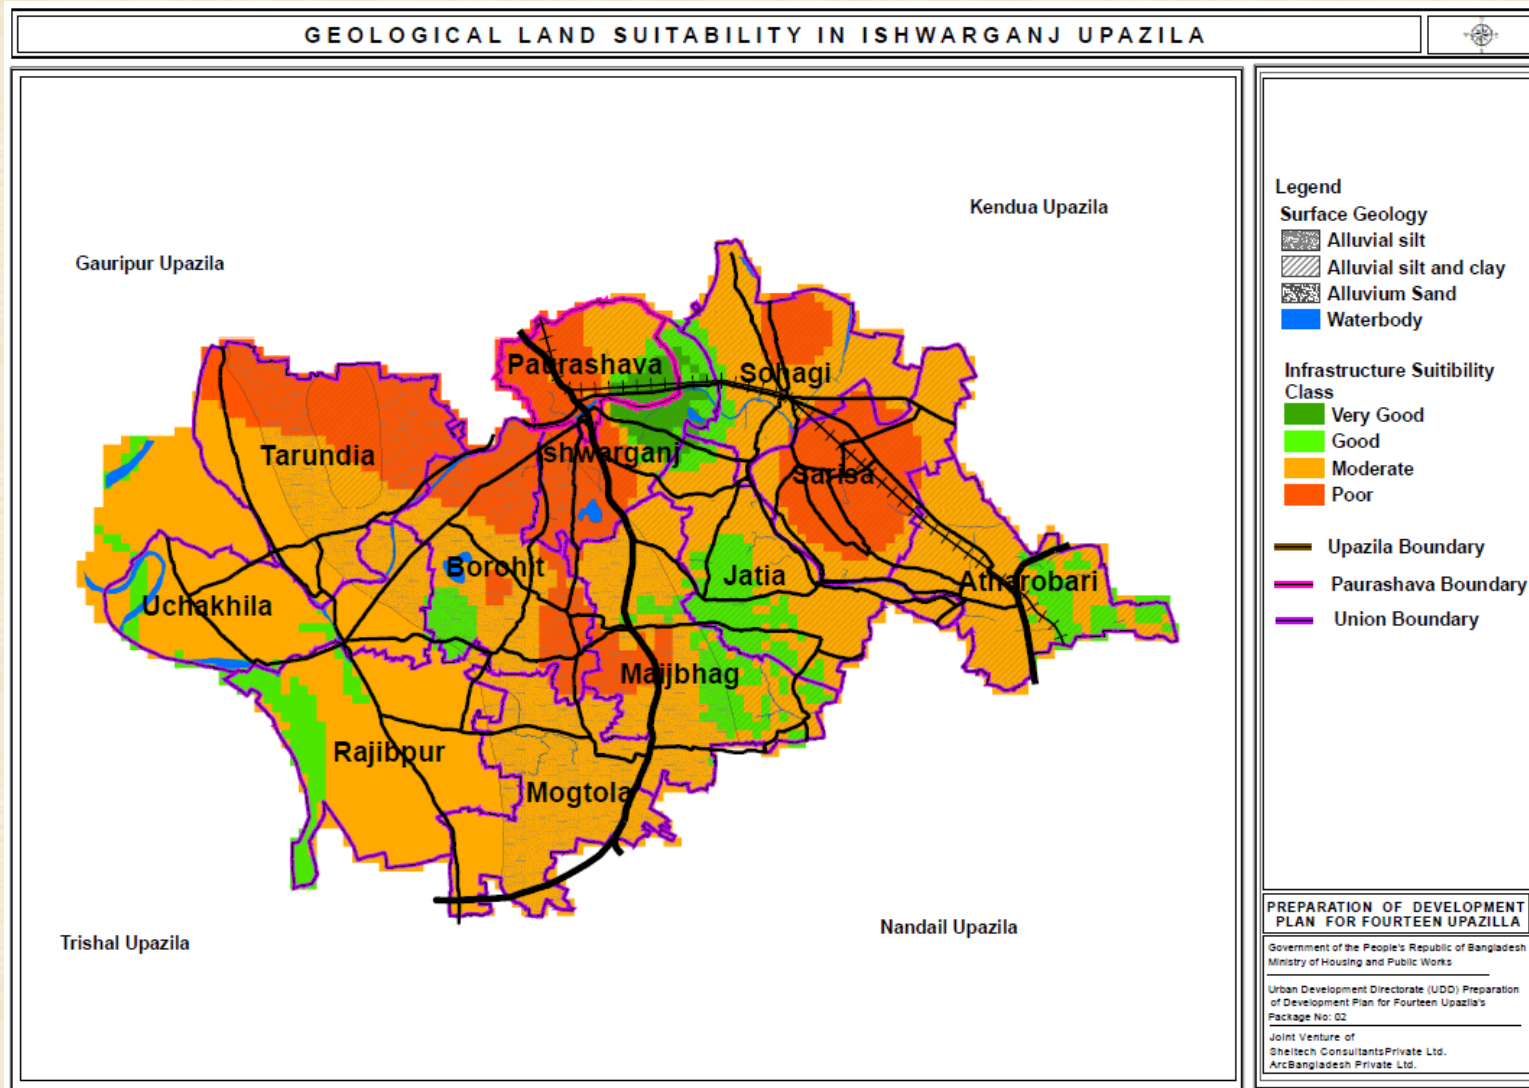 GEOLOGICAL LAND SUITABILITY IN ISHWARGANJ UPAZILA
Kendua Upazila
Gauripur Upazila
Paurashava
Sohagi
Tarundia
shwarganj
Sarisa
Borohit
Jatia
Atharobari
Uchakhila
Maijbhag
Rajibpur
Mogtola
Nandail Upazila
Trishal Upazila
Legend
Surface Geology
Alluvial silt
Alluvial silt and clay
Alluvium Sand
Waterbody
Infrastructure Suitibility
Class
Very Good
Good
Moderate
Poor
Upazila Boundary
Paurashava Boundary
Union Boundary
PREPARATION OF DEVELOPMENT
PLAN FOR FOURTEEN UPAZILLA
Government of the People's Republic of Bangladesh
Ministry of Housing and Public Works
Urban Development Directorate (UDD) Preparation
of Development Plan for Fourteen Upazila's
Package No: 02
Joint Venture of
Sheltech ConsultantsPrivate Ltd.
ArcBangladesh Private Ltd.